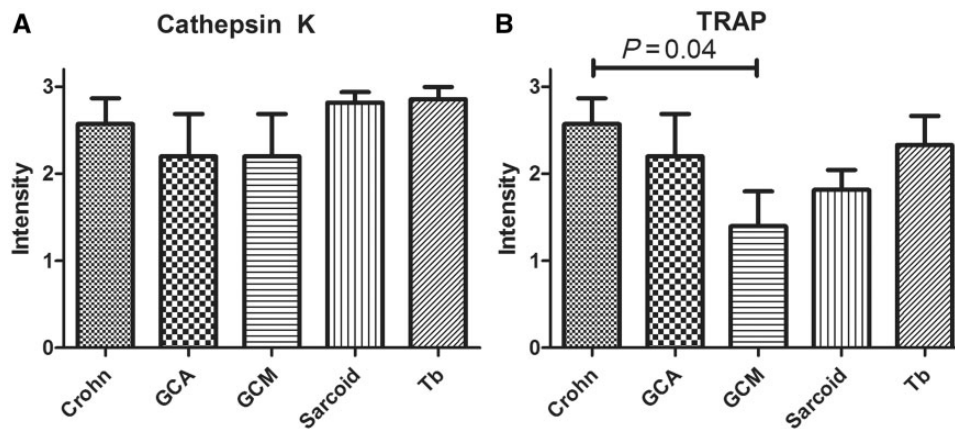 A Cathepsin K
Intensity
3
2
1
0
Crohn
GCA
GCM
Sarcoid
Tb
B TRAP
P = 0.04
Intensity
3
2
1
0
Crohn
GCA
GCM
Sarcoid
Tb